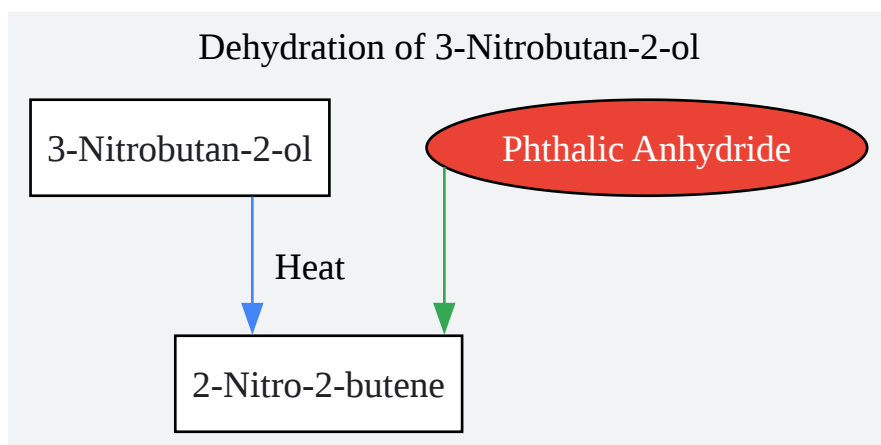 Dehydration of 3-Nitrobutan-2-ol
3-Nitrobutan-2-ol
Phthalic Anhydride
Heat
2-Nitro-2-butene